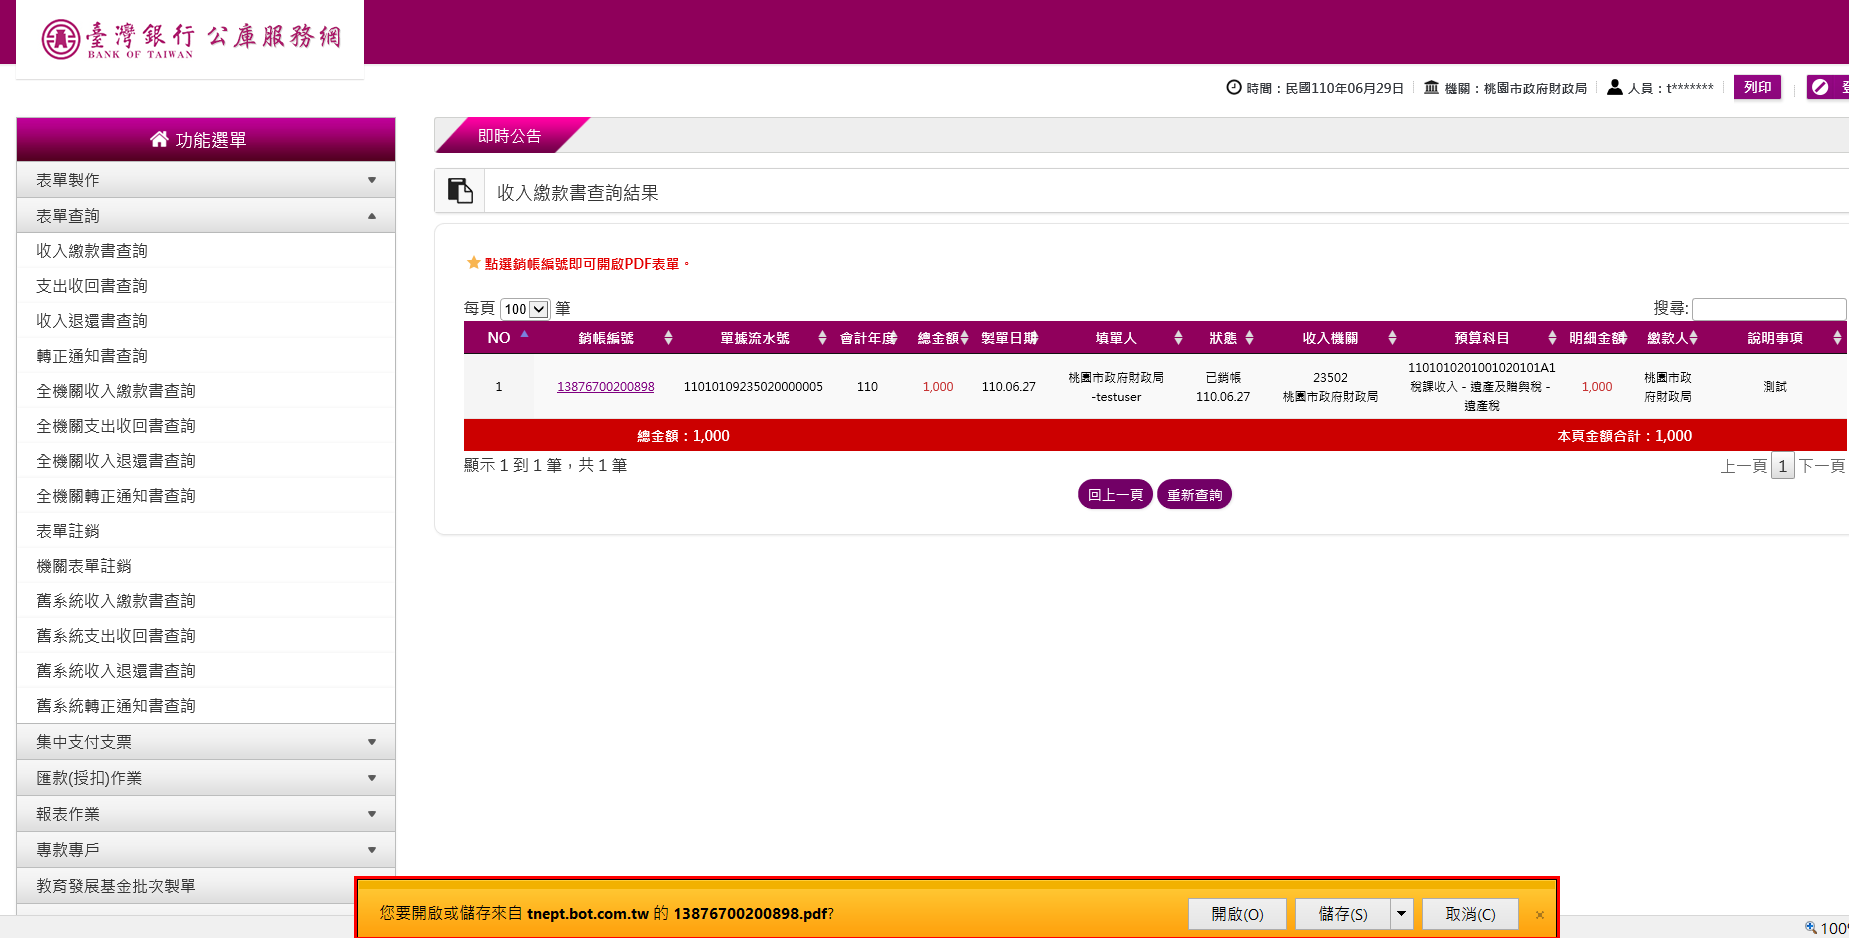 臺灣銀行 公庫服務網
BANK OF TAIWAN
時間：民國110年06月29日 機關：桃園市政府財政局 人員：t******* 列印
功能選單
表單製作
表單查詢
收入繳款書查詢
支出收回書查詢
收入退還書查詢
轉正通知書查詢
全機關收入繳款書查詢
全機關支出收回書查詢
全機關收入退還書查詢
全機關轉正通知書查詢
表單註銷
機關表單註銷
舊系統收入繳款書查詢
舊系統支出收回書查詢
舊系統收入退還書查詢
舊系統轉正通知書查詢
集中支付支票
匯款(授扣)作業
報表作業
專款專戶
教育發展基金批次製單
即時公告
收入繳款書查詢結果
點選銷帳編號即可開啟PDF表單。
每頁 100 筆 搜尋:
NO 銷帳編號 單據流水號 會計年度 總金額 製單日期 填單人 狀態 收入機關 預算科目 明細金額 繳款人 說明事項
1 13876700200898 11010109235020000005 110 1,000 110.06.27 桃園市政府財政局 -testuser 已銷帳 110.06.27 23502 桃園市政府財政局 1101010201001020101A1 稅課收入－遺產及贈與稅－遺產稅 1,000 桃園市政府財政局 測試
總金額：1,000 本頁金額合計：1,000
顯示 1 到 1 筆，共 1 筆 上一頁 1 下一頁
回上一頁 重新查詢
您要開啟或儲存來自 tnept.bot.com.tw 的 13876700200898.pdf? 開啟(O) 儲存(S) 取消(C) ×